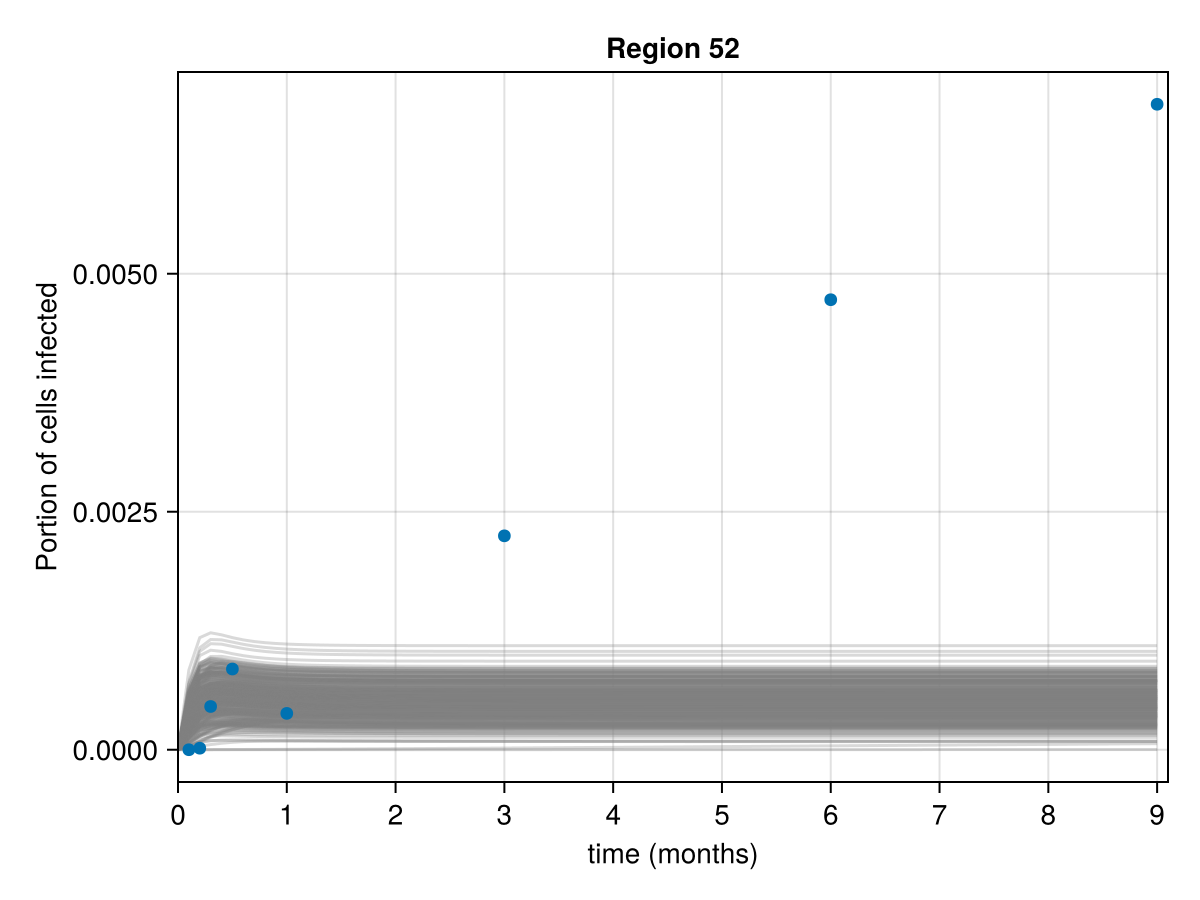 Region 52
Portion of cells infected
0.0050
0.0025
0.0000
0 1 2 3 4 5 6 7 8 9
time (months)